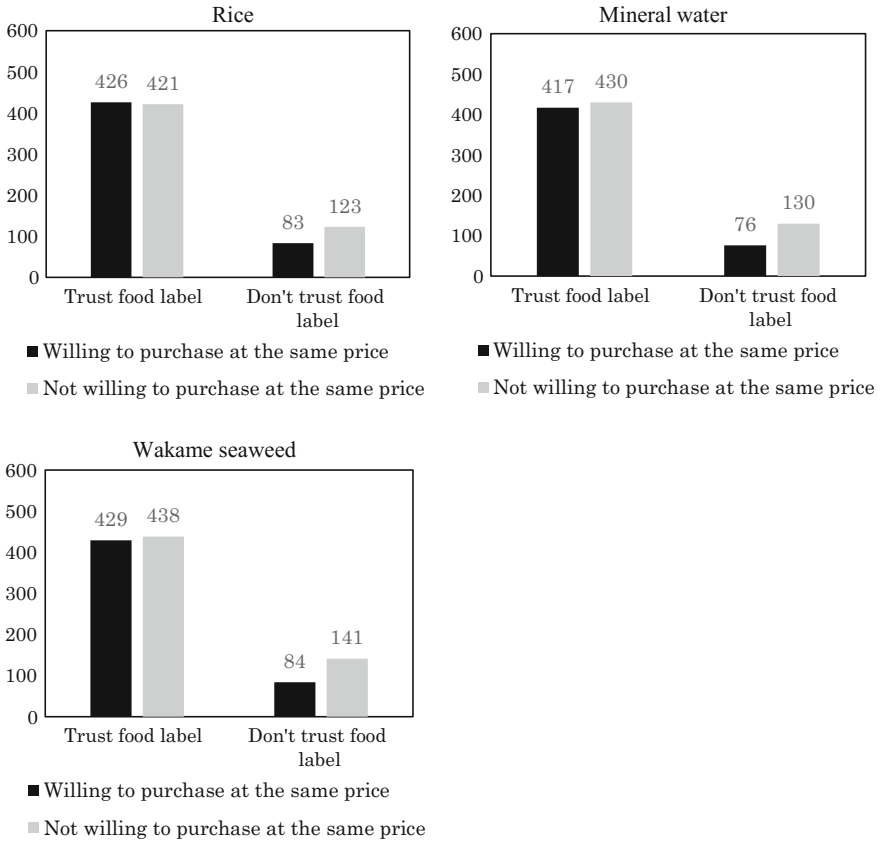 Rice
600
500
400
300
200
100
0
426 421
83 123
Trust food label
Don't trust food
label
Willing to purchase at the same price
Not willing to purchase at the same price
Mineral water
600
500
400
300
200
100
0
417 430
76 130
Trust food label
Don't trust food
label
Willing to purchase at the same price
Not willing to purchase at the same price
Wakame seaweed
600
500
400
300
200
100
0
429 438
84 141
Trust food label
Don't trust food
label
Willing to purchase at the same price
Not willing to purchase at the same price